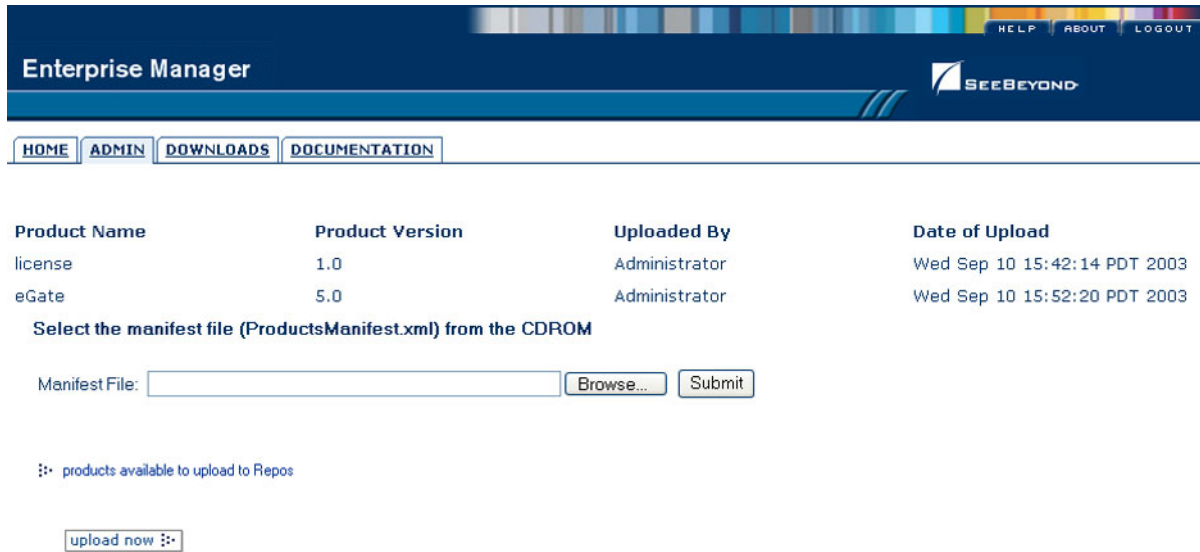 HELP ABOUT LOGOUT
Enterprise Manager
SEEBEYOND
HOME ADMIN DOWNLOADS DOCUMENTATION
Product Name Product Version Uploaded By Date of Upload
license 1.0 Administrator Wed Sep 10 15:42:14 PDT 2003
eGate 5.0 Administrator Wed Sep 10 15:52:20 PDT 2003
Select the manifest file (ProductsManifest.xml) from the CDROM
Manifest File: Browse... Submit
products available to upload to Repos
upload now